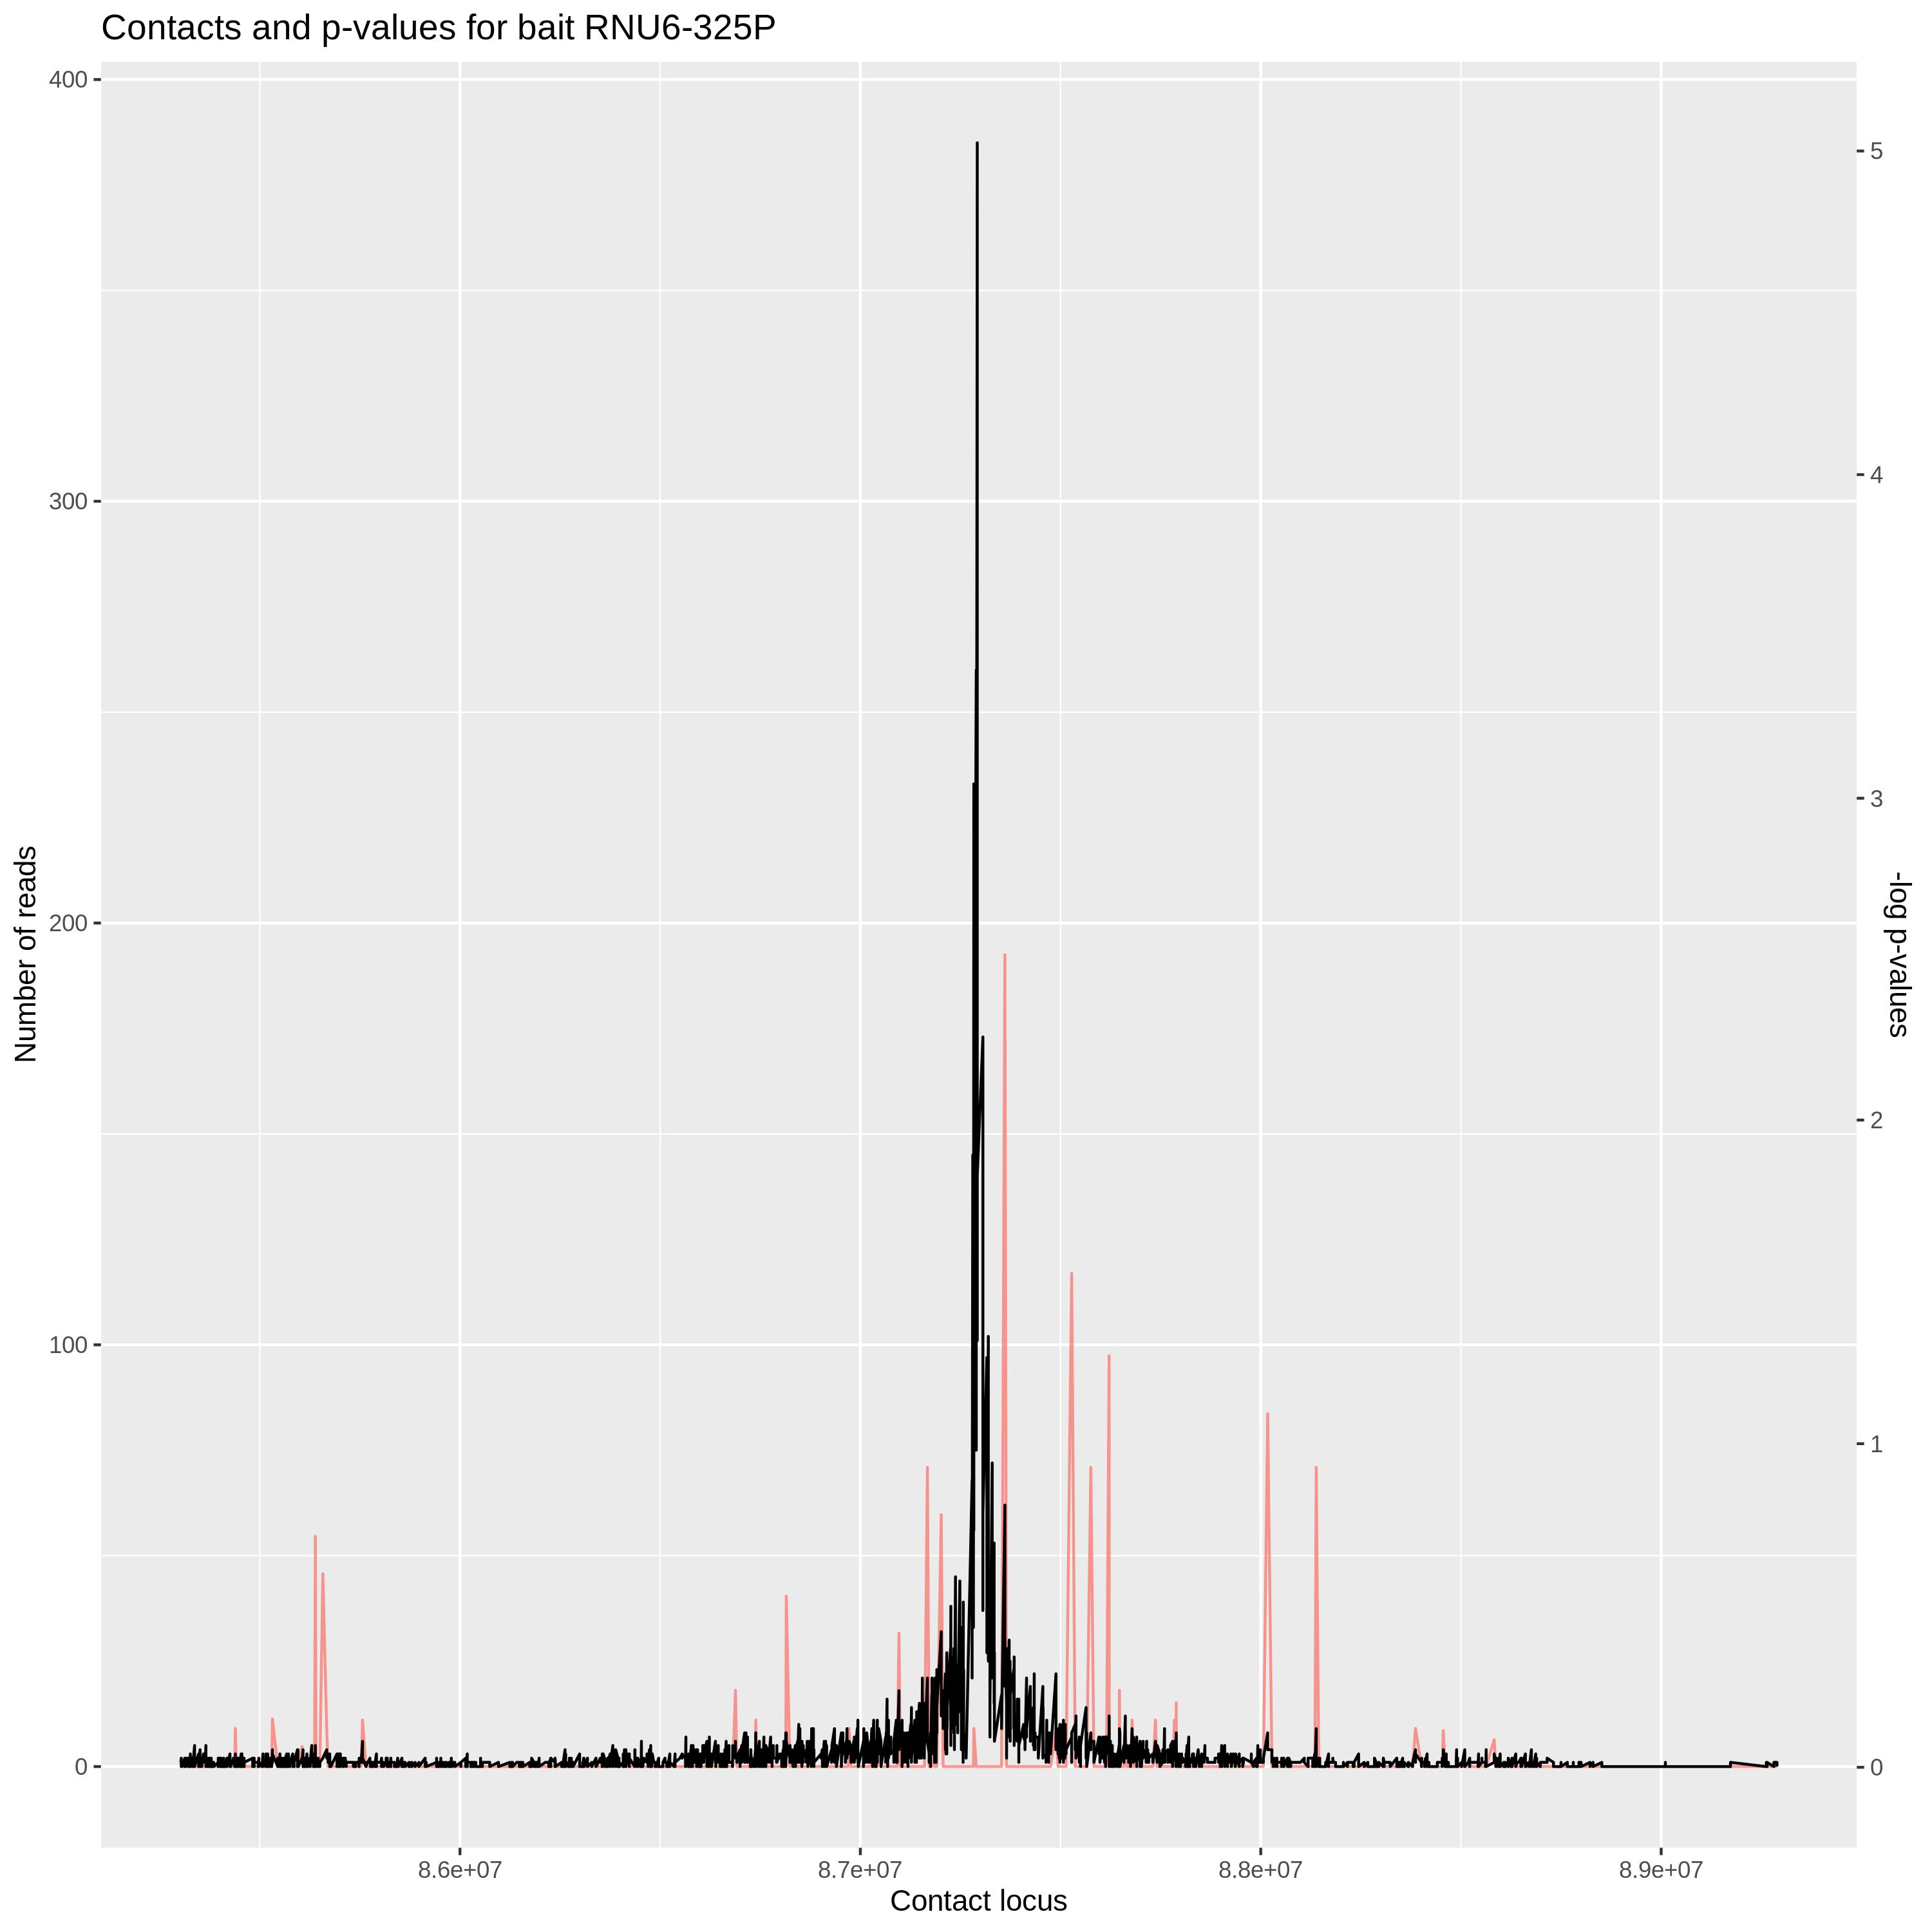 Contacts and p-values for bait RNU6-325P
400
300
200
100
0
Number of reads
5
4
3
2
1
0
-log p-values
8.6e+07
8.7e+07
8.8e+07
8.9e+07
Contact locus